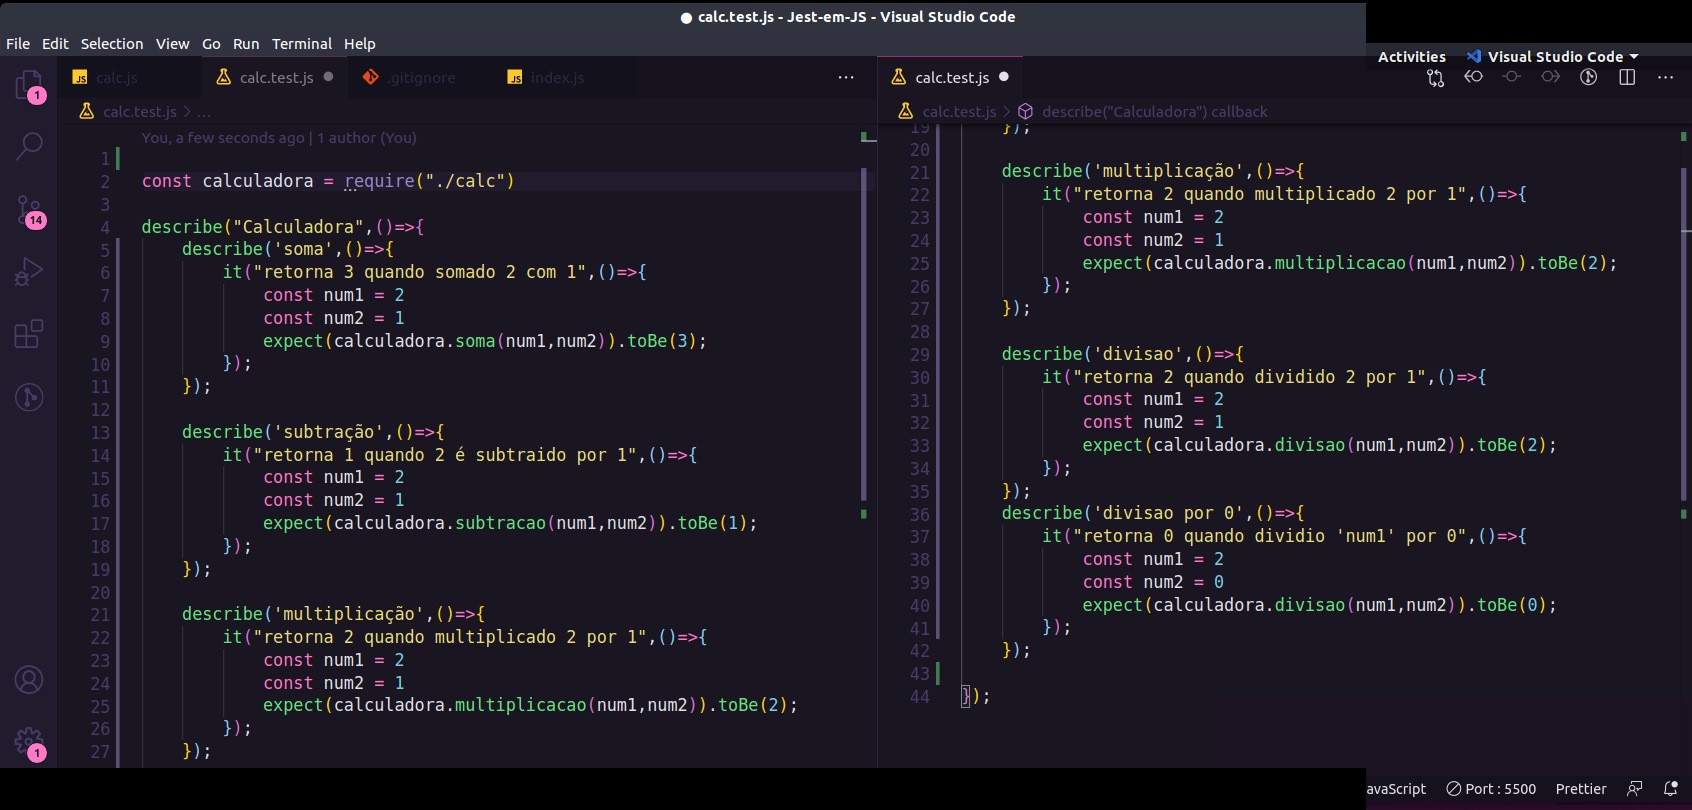 ● calc.test.js - Jest-em-JS - Visual Studio Code
File Edit Selection View Go Run Terminal Help
Activities Visual Studio Code
JS calc.js calc.test.js ● .gitignore JS index.js ···
calc.test.js > ...
You, a few seconds ago | 1 author (You)
1
2 const calculadora = require("./calc")
3
4 describe("Calculadora",()=>{
5 describe('soma',()=>{
6 it("retorna 3 quando somado 2 com 1",()=>{
7 const num1 = 2
8 const num2 = 1
9 expect(calculadora.soma(num1,num2)).toBe(3);
10 });
11 });
12
13 describe('subtração',()=>{
14 it("retorna 1 quando 2 é subtraido por 1",()=>{
15 const num1 = 2
16 const num2 = 1
17 expect(calculadora.subtracao(num1,num2)).toBe(1);
18 });
19 });
20
21 describe('multiplicação',()=>{
22 it("retorna 2 quando multiplicado 2 por 1",()=>{
23 const num1 = 2
24 const num2 = 1
25 expect(calculadora.multiplicacao(num1,num2)).toBe(2);
26 });
27 });
1
14
1
calc.test.js ● ···
calc.test.js > describe("Calculadora") callback
19 });
20
21 describe('multiplicação',()=>{
22 it("retorna 2 quando multiplicado 2 por 1",()=>{
23 const num1 = 2
24 const num2 = 1
25 expect(calculadora.multiplicacao(num1,num2)).toBe(2);
26 });
27 });
28
29 describe('divisao',()=>{
30 it("retorna 2 quando dividido 2 por 1",()=>{
31 const num1 = 2
32 const num2 = 1
33 expect(calculadora.divisao(num1,num2)).toBe(2);
34 });
35 });
36 describe('divisao por 0',()=>{
37 it("retorna 0 quando dividio 'num1' por 0",()=>{
38 const num1 = 2
39 const num2 = 0
40 expect(calculadora.divisao(num1,num2)).toBe(0);
41 });
42 });
43
44 });
avaScript Port : 5500 Prettier